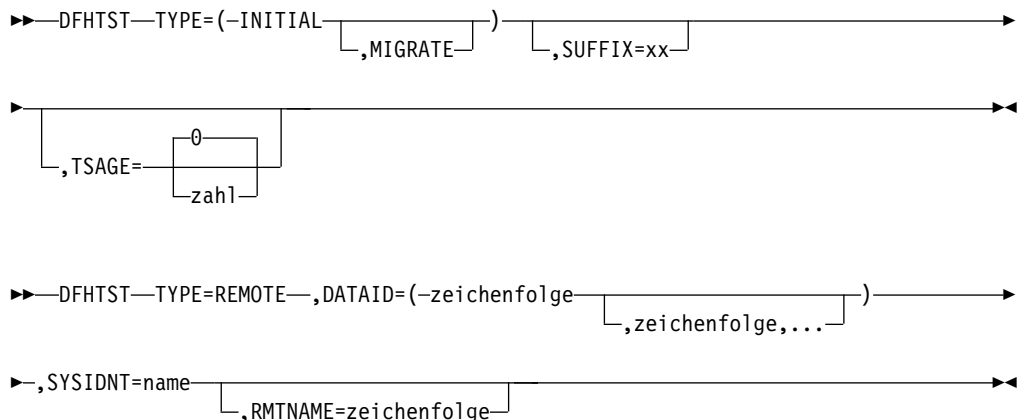 DFHTST TYPE=( INITIAL )
,MIGRATE ,SUFFIX=xx
0
,TSAGE=
zahl
DFHTST TYPE=REMOTE ,DATAID=( zeichenfolge )
,zeichenfolge,...
,SYSIDNT=name
,RMTNAME=zeichenfolge